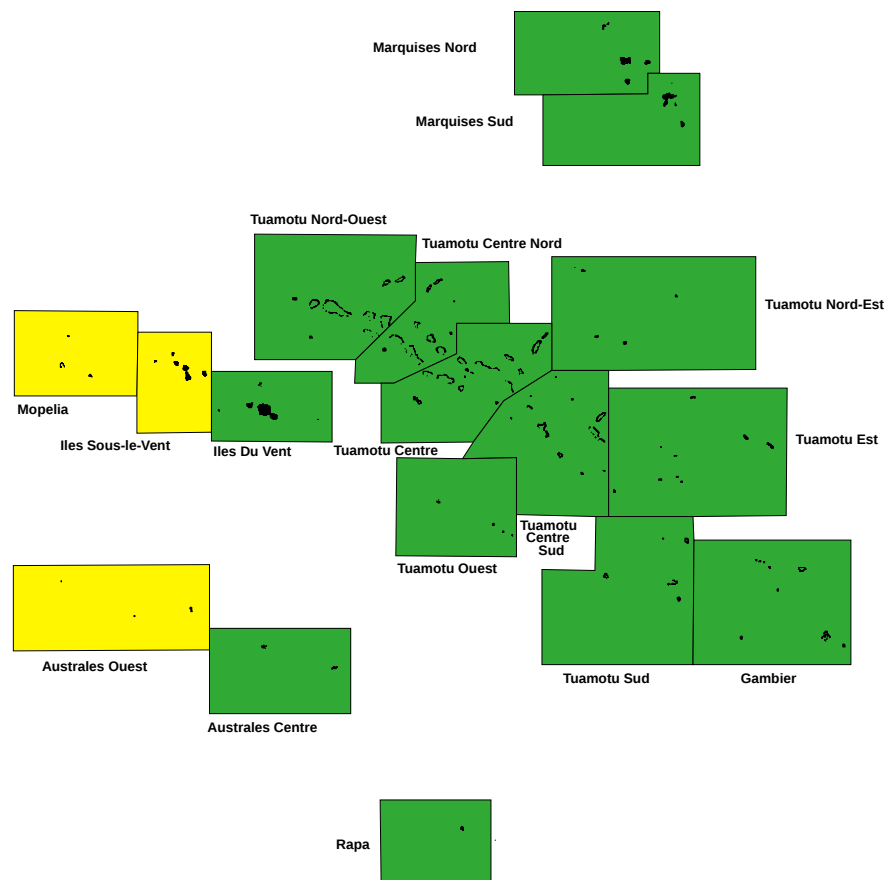 Marquises Nord
Marquises Sud
Tuamotu Nord-Ouest
Tuamotu Centre Nord
Tuamotu Nord-Est
Mopelia
Iles Sous-le-Vent
Iles Du Vent
Tuamotu Centre
Tuamotu Est
Tuamotu
Centre
Sud
Tuamotu Ouest
Australes Ouest
Tuamotu Sud
Gambier
Australes Centre
Rapa